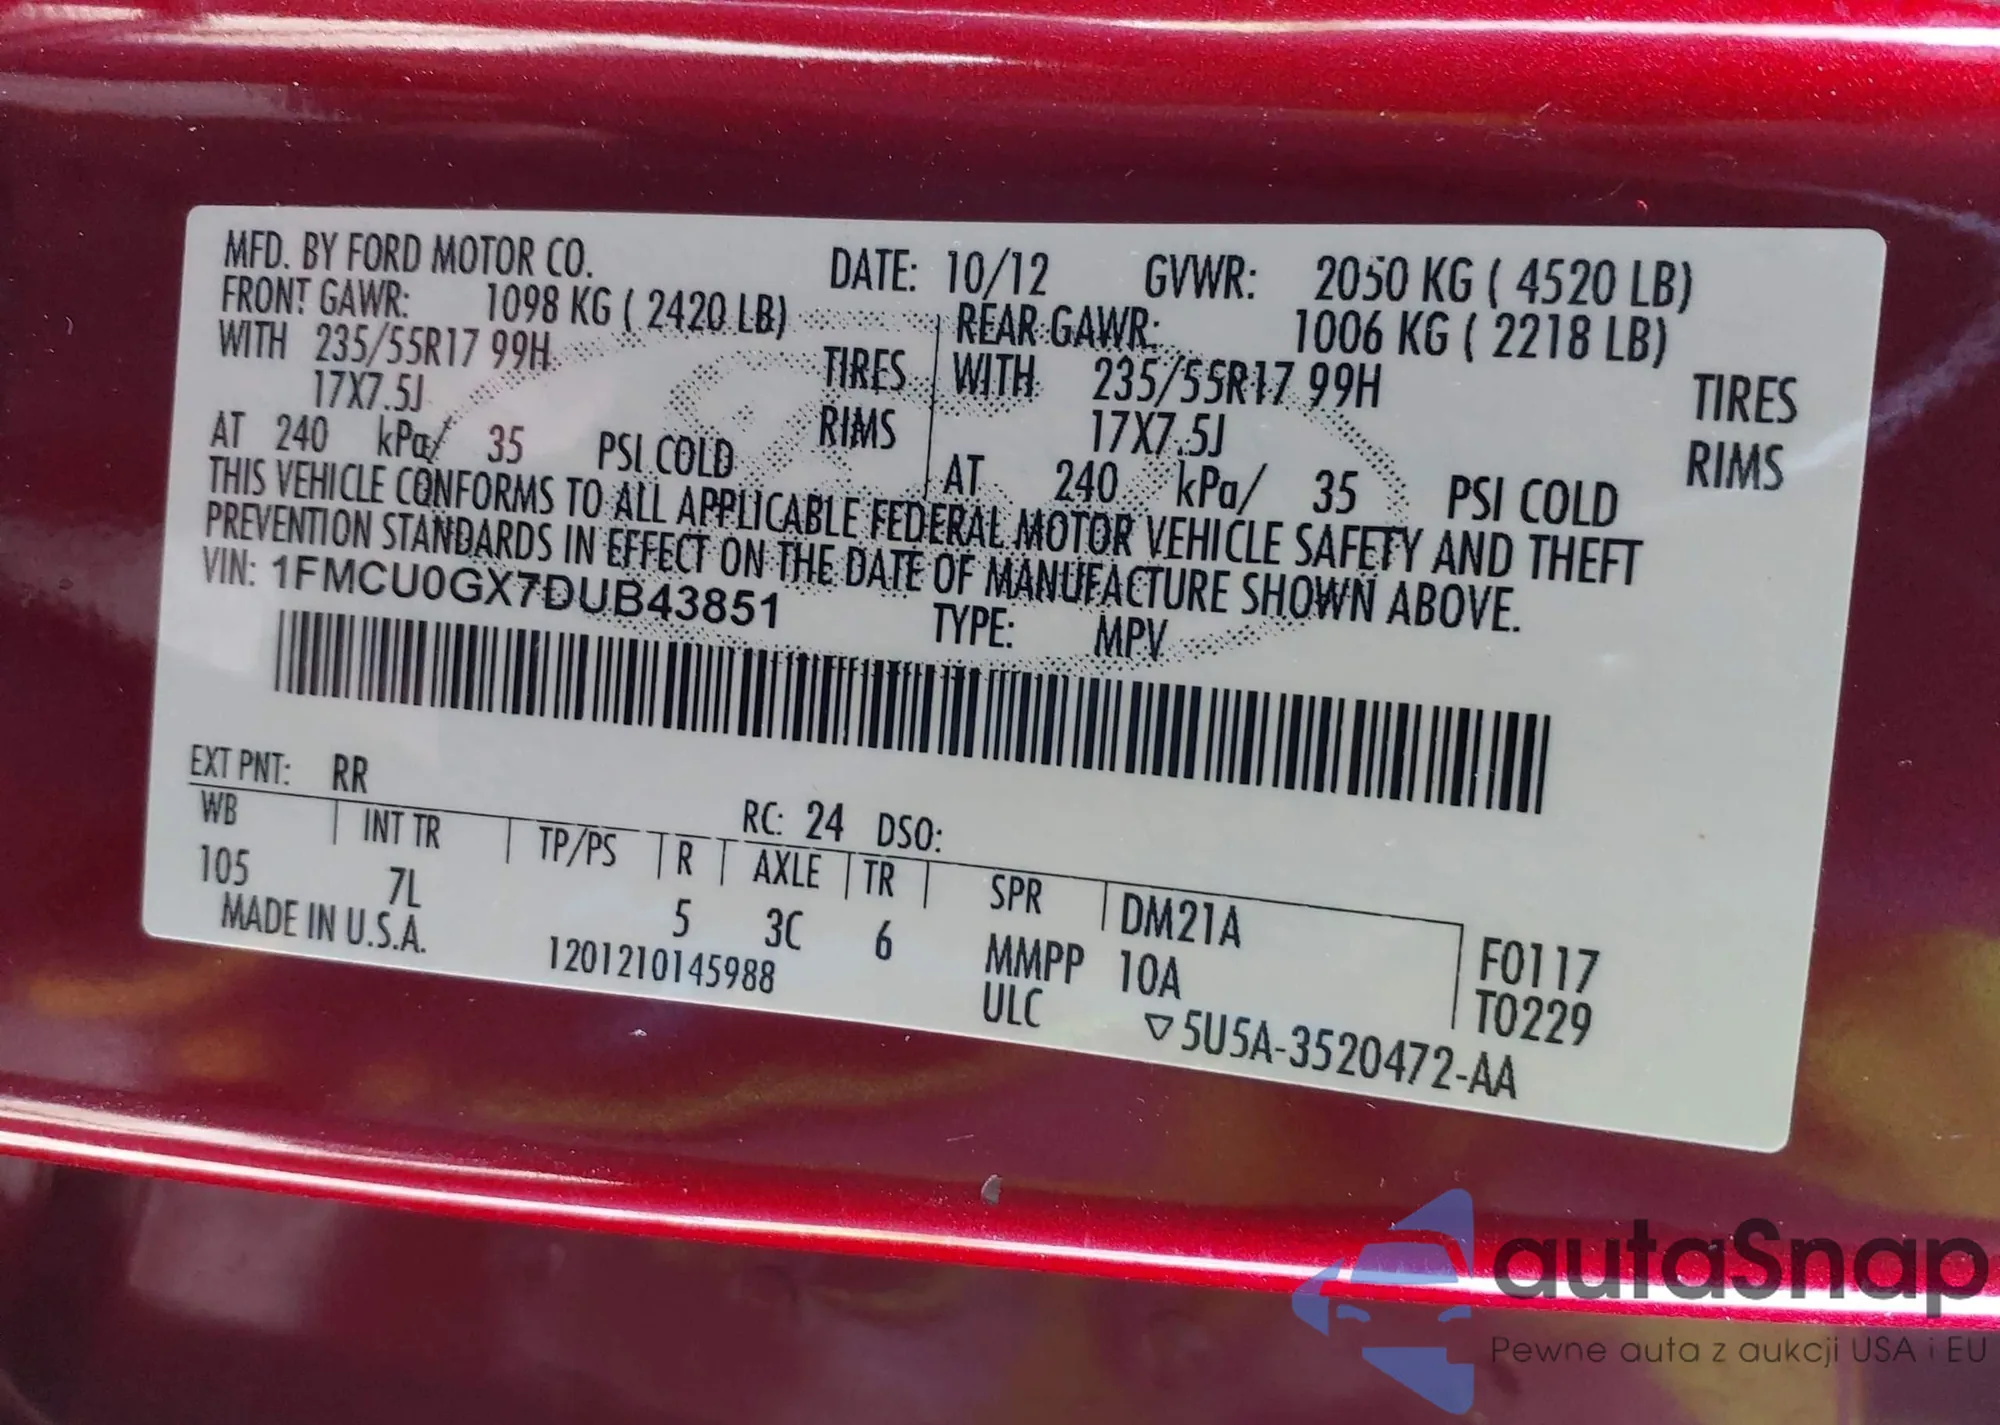 MFD. BY FORD MOTOR CO. DATE: 10/12 GVWR: 2050 KG ( 4520 LB)
FRONT GAWR: 1098 KG ( 2420 LB) REAR GAWR: 1006 KG ( 2218 LB)
WITH 235/55R17 99H TIRES WITH 235/55R17 99H TIRES
17X7.5J RIMS 17X7.5J RIMS
AT 240 kPa/ 35 PSI COLD AT 240 kPa/ 35 PSI COLD
THIS VEHICLE CONFORMS TO ALL APPLICABLE FEDERAL MOTOR VEHICLE SAFETY AND THEFT
PREVENTION STANDARDS IN EFFECT ON THE DATE OF MANUFACTURE SHOWN ABOVE.
VIN: 1FMCU0GX7DUB43851 TYPE: MPV
EXT PNT: RR RC: 24 DSO:
WB INT TR TP/PS R AXLE TR SPR DM21A F0117
105 7L 5 3C 6 MMPP 10A T0229
MADE IN U.S.A. 1201210145988 ULC ▽5U5A-3520472-AA
autaSnap
Pewne auta z aukcji USA i EU